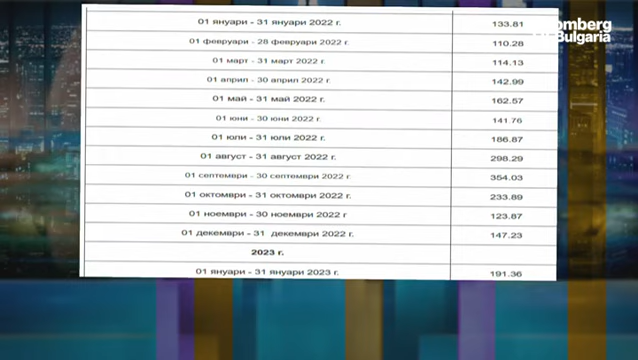 01 януари - 31 януари 2022 г. 133.81
01 февруари - 28 февруари 2022 г. 110.28
01 март - 31 март 2022 г. 114.13
01 април - 30 април 2022 г. 142.99
01 май - 31 май 2022 г. 162.57
01 юни - 30 юни 2022 г. 141.76
01 юли - 31 юли 2022 г. 186.87
01 август - 31 август 2022 г. 298.29
01 септември - 30 септември 2022 г. 354.03
01 октомври - 31 октомври 2022 г. 233.89
01 ноември - 30 ноември 2022 г 123.87
01 декември - 31 декември 2022 г. 147.23
2023 г.
01 януари - 31 януари 2023 г. 191.36
Bloomberg
TV Bulgaria